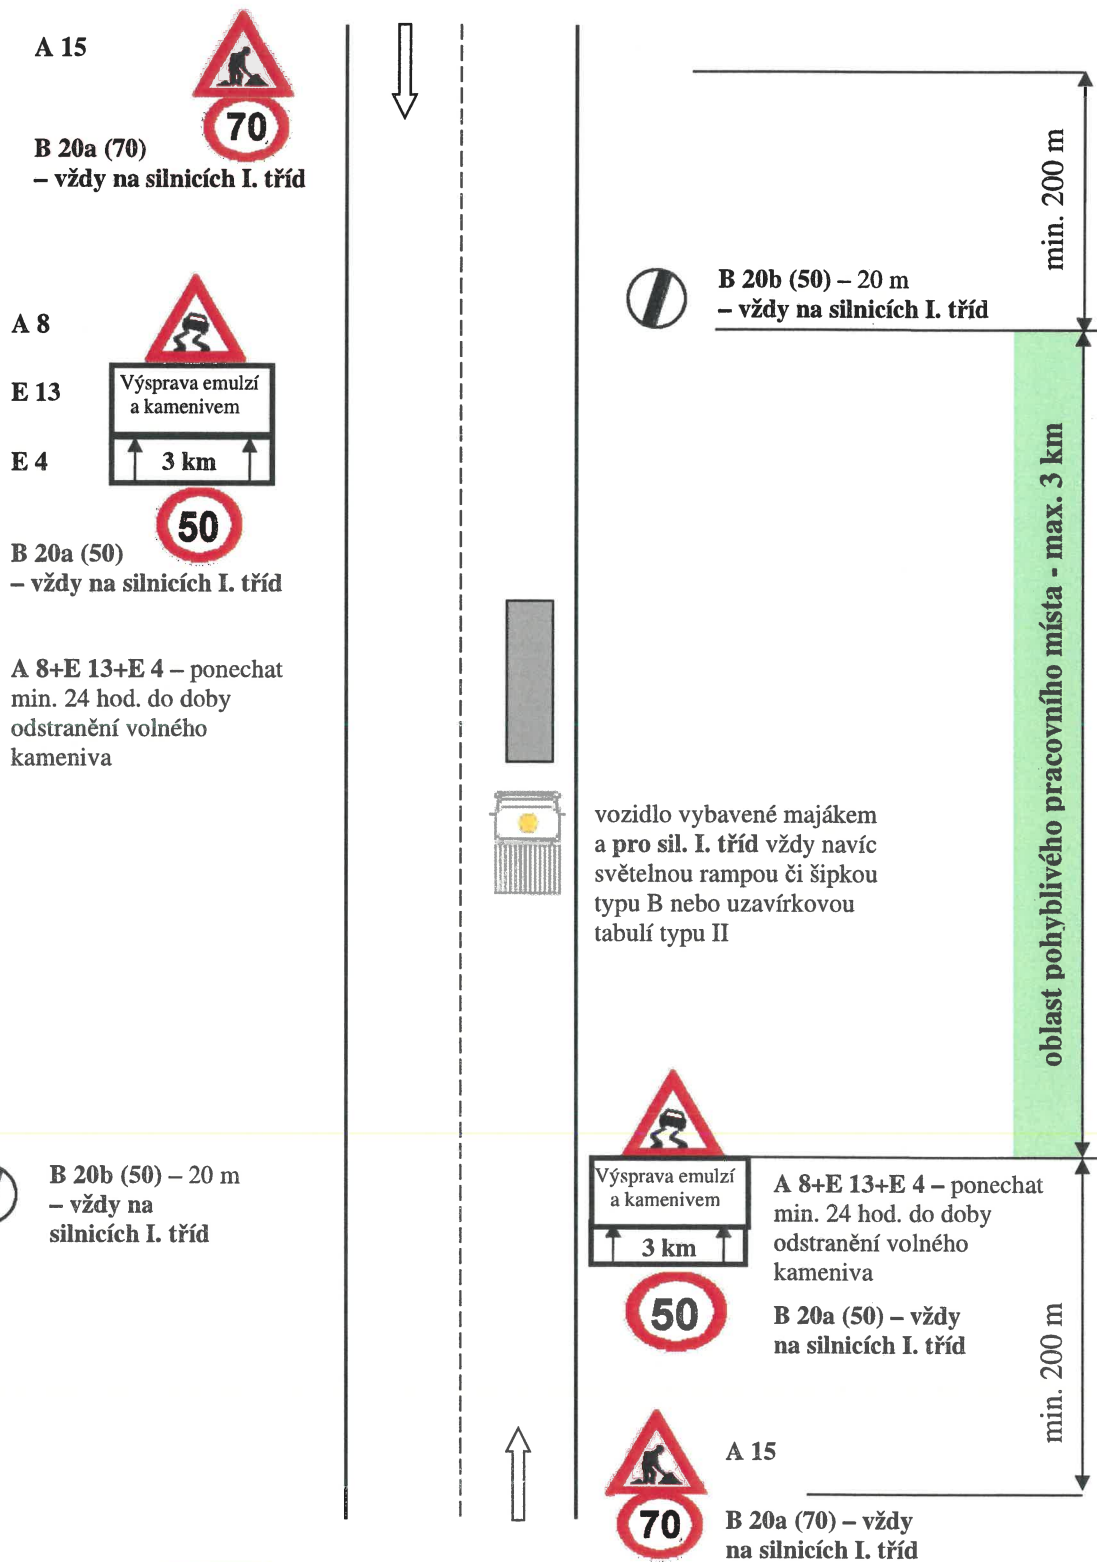 A 15
70
B 20a (70)
– vždy na silnicích I. tříd
min. 200 m
B 20b (50) – 20 m
– vždy na silnicích I. tříd
A 8
E 13
Výsprava emulzí
a kamenivem
E 4
3 km
50
B 20a (50)
– vždy na silnicích I. tříd
A 8+E 13+E 4 – ponechat
min. 24 hod. do doby
odstranění volného
kameniva
oblast pohyblivého pracovního místa - max. 3 km
vozidlo vybavené majákem
a pro sil. I. tříd vždy navíc
světelnou rampou či šipkou
typu B nebo uzavírkovou
tabulí typu II
B 20b (50) – 20 m
– vždy na
silnicích I. tříd
Výsprava emulzí
a kamenivem
3 km
50
A 8+E 13+E 4 – ponechat
min. 24 hod. do doby
odstranění volného
kameniva
B 20a (50) – vždy
na silnicích I. tříd
min. 200 m
A 15
70
B 20a (70) – vždy
na silnicích I. tříd